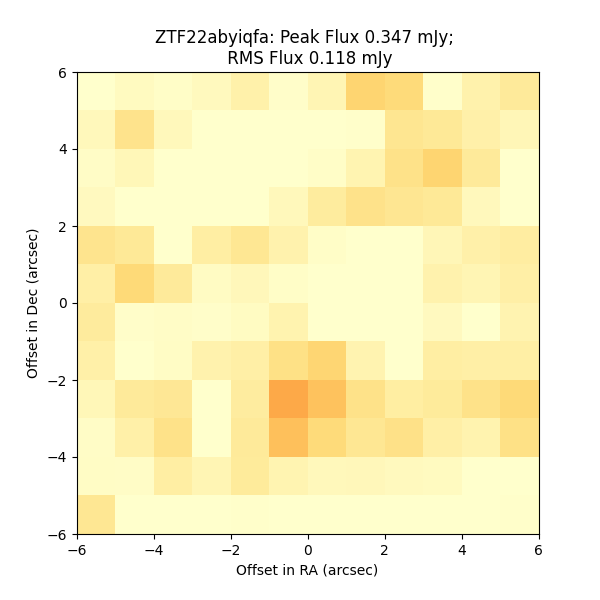 ZTF22abyiqfa: Peak Flux 0.347 mJy;
RMS Flux 0.118 mJy
6
4
2
0
−2
−4
−6
Offset in Dec (arcsec)
−6 −4 −2 0 2 4 6
Offset in RA (arcsec)